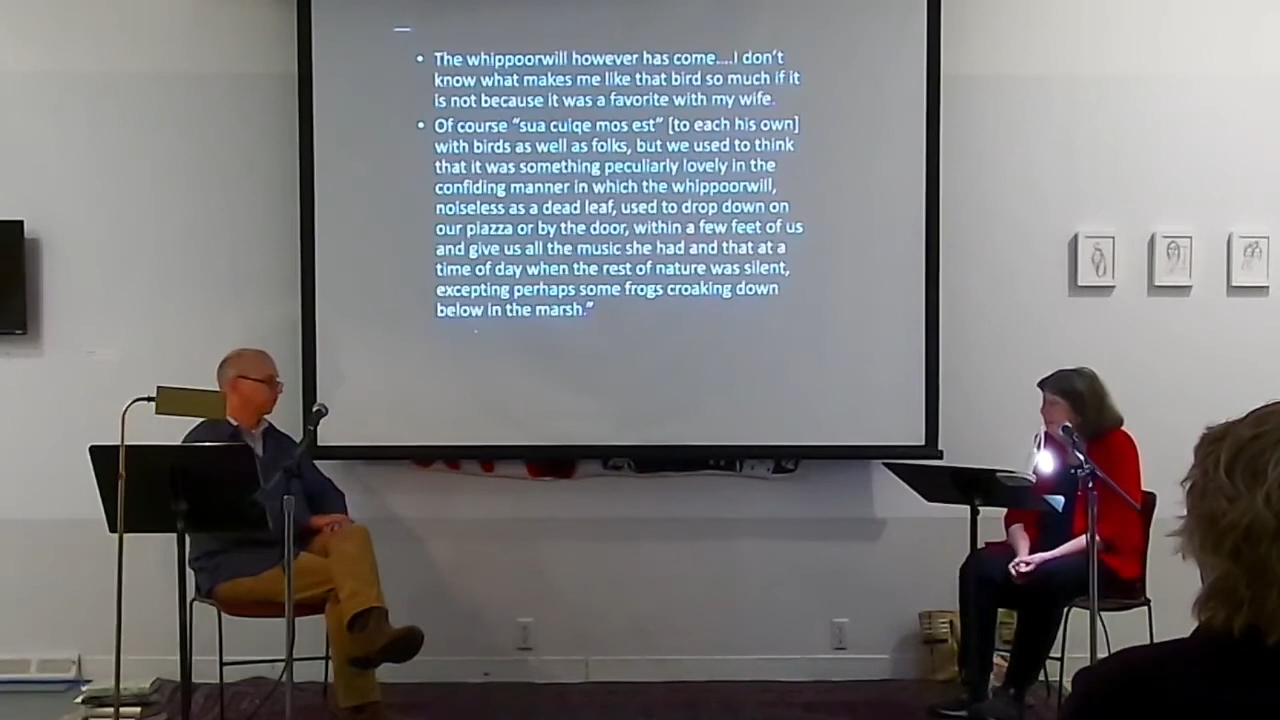 • The whippoorwill however has come....I don't
know what makes me like that bird so much if it
is not because it was a favorite with my wife.
• Of course "sua cuiqe mos est" [to each his own]
with birds as well as folks, but we used to think
that it was something peculiarly lovely in the
confiding manner in which the whippoorwill,
noiseless as a dead leaf, used to drop down on
our piazza or by the door, within a few feet of us
and give us all the music she had and that at a
time of day when the rest of nature was silent,
excepting perhaps some frogs croaking down
below in the marsh."